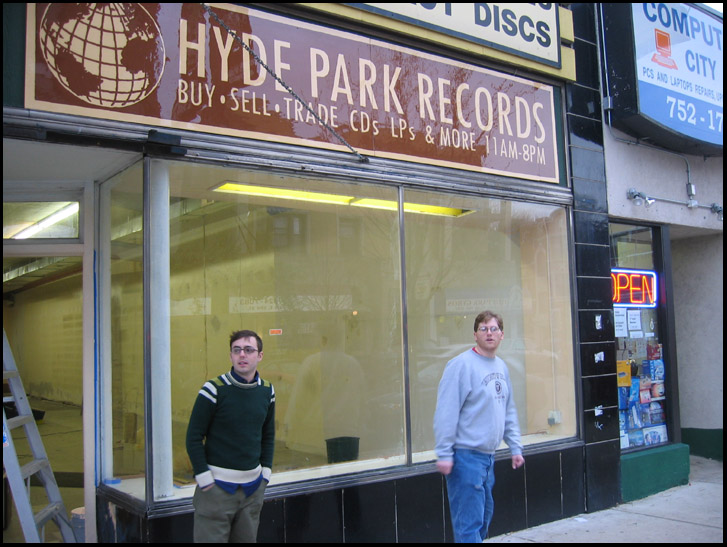 T DISCS
HYDE PARK RECORDS
BUY · SELL · TRADE CDs LPs & MORE 11AM-8PM
COMPUT
CITY
PCS AND LAPTOPS REPAIRS, U
752-17
OPEN